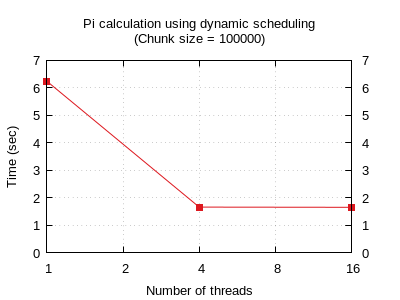 Pi calculation using dynamic scheduling
(Chunk size = 100000)
7 7
6 6
5 5
4 4
3 3
2 2
1 1
0 0
Time (sec)
1 2 4 8 16
Number of threads